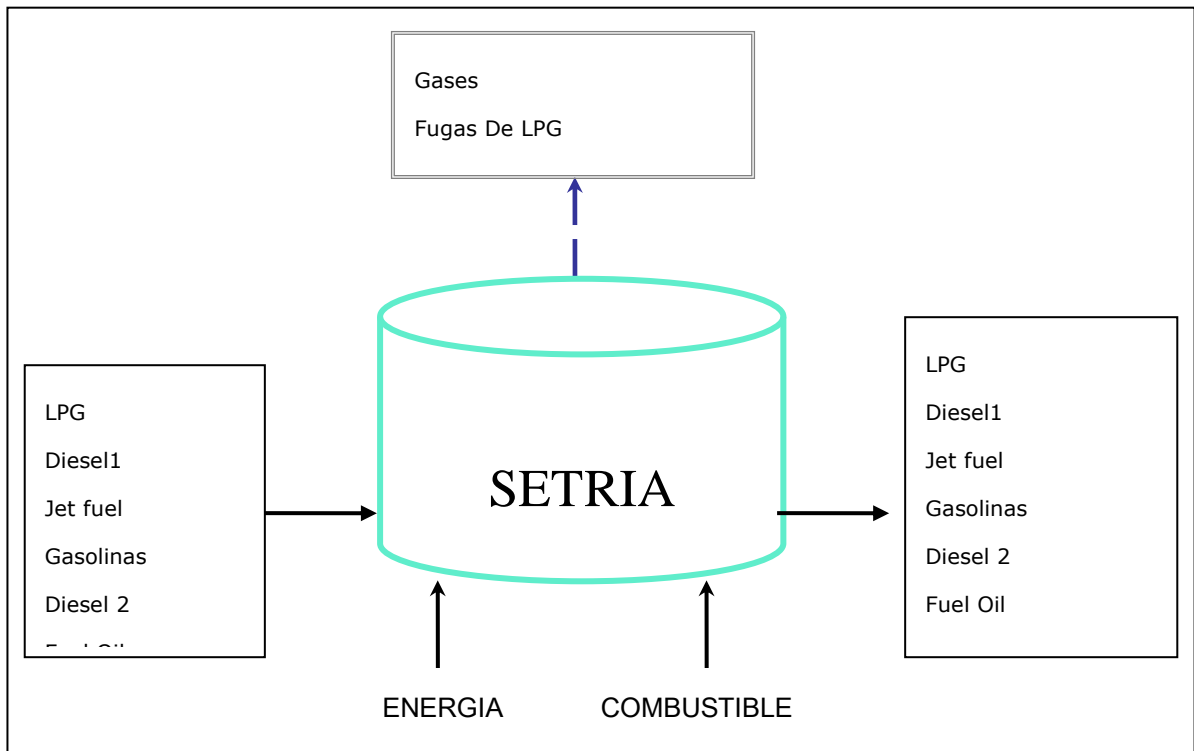 Gases
Fugas De LPG
LPG
Diesel1
Jet fuel
Gasolinas
Diesel 2
SETRIA
LPG
Diesel1
Jet fuel
Gasolinas
Diesel 2
Fuel Oil
ENERGIA
COMBUSTIBLE